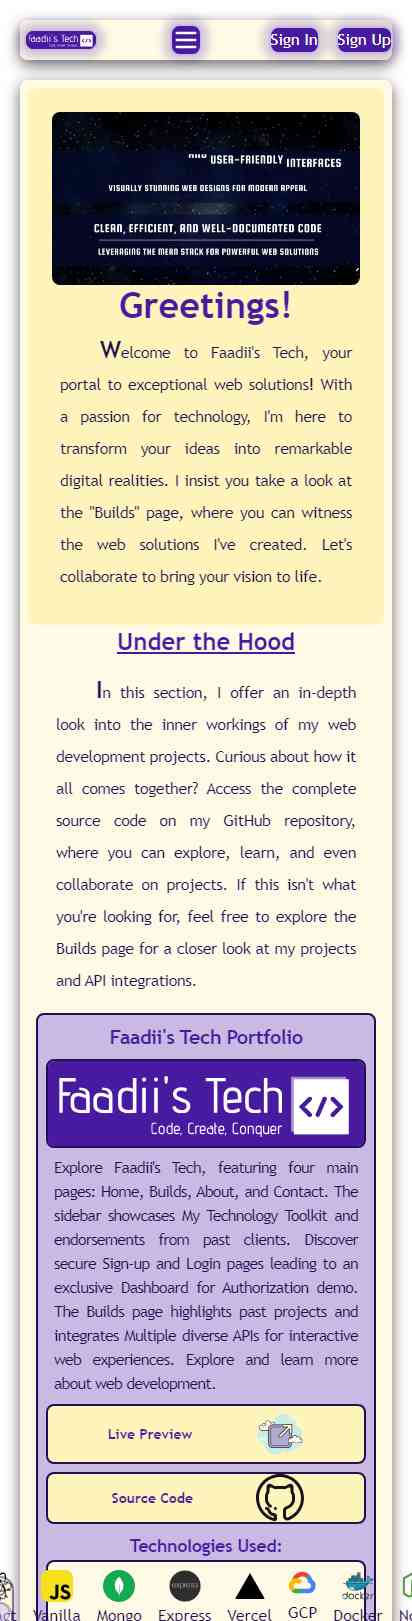 Faadii's Tech
Sign In
Sign Up
USER-FRIENDLY INTERFACES
VISUALLY STUNNING WEB DESIGNS FOR MODERN APPEAL
CLEAN, EFFICIENT, AND WELL-DOCUMENTED CODE
LEVERAGING THE MEAN STACK FOR POWERFUL WEB SOLUTIONS
Greetings!
Welcome to Faadii's Tech, your
portal to exceptional web solutions! With
a passion for technology, I'm here to
transform your ideas into remarkable
digital realities. I insist you take a look at
the "Builds" page, where you can witness
the web solutions I've created. Let's
collaborate to bring your vision to life.
Under the Hood
In this section, I offer an in-depth
look into the inner workings of my web
development projects. Curious about how it
all comes together? Access the complete
source code on my GitHub repository,
where you can explore, learn, and even
collaborate on projects. If this isn't what
you're looking for, feel free to explore the
Builds page for a closer look at my projects
and API integrations.
Faadii's Tech Portfolio
Faadii's Tech </>
Code, Create, Conquer
Explore Faadii's Tech, featuring four main
pages: Home, Builds, About, and Contact. The
sidebar showcases My Technology Toolkit and
endorsements from past clients. Discover
secure Sign-up and Login pages leading to an
exclusive Dashboard for Authorization demo.
The Builds page highlights past projects and
integrates Multiple diverse APIs for interactive
web experiences. Explore and learn more
about web development.
Live Preview
Source Code
Technologies Used:
JS
express
docker
Vanilla Mongo Express Vercel GCP Docker